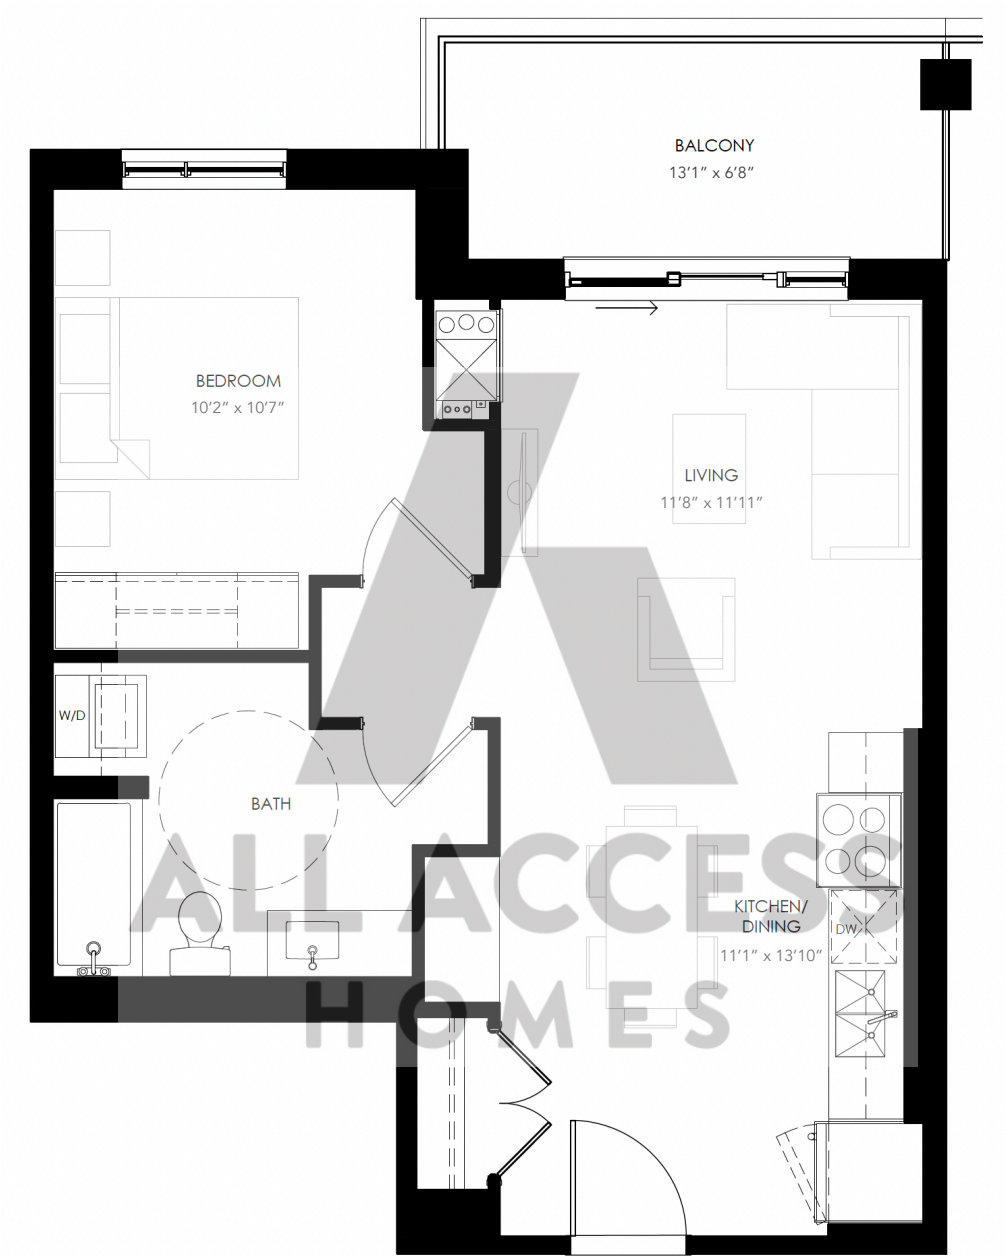 BALCONY
13'1" x 6'8"
BEDROOM
10'2" x 10'7"
LIVING
11'8" x 11'11"
W/D
BATH
ALL ACCESS
KITCHEN/
DINING
DW
11'1" x 13'10"
HOMES